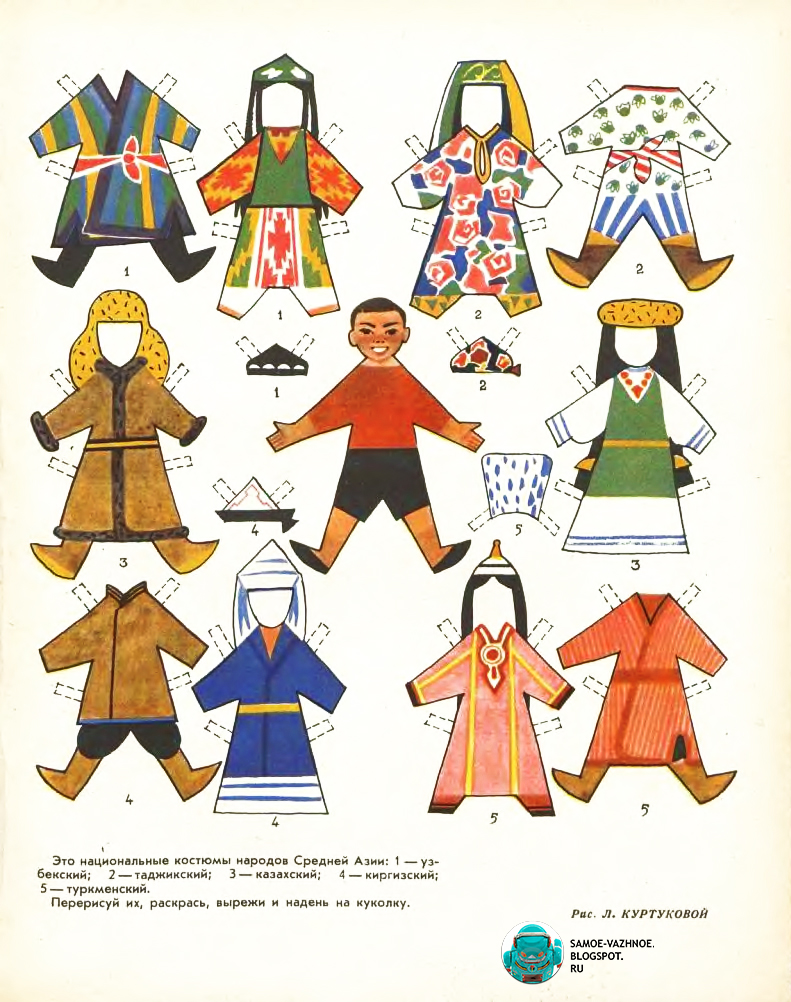 1
1
2
2
1
2
3
4
5
3
4
4
5
5
Это национальные костюмы народов Средней Азии: 1 — уз-
бекский; 2 — таджикский; 3 — казахский; 4 — киргизский;
5 — туркменский.
Перерисуй их, раскрась, вырежи и надень на куколку.
Рис. Л. КУРТУКОВОЙ
SAMOE-VAZHNOE.
BLOGSPOT.
RU